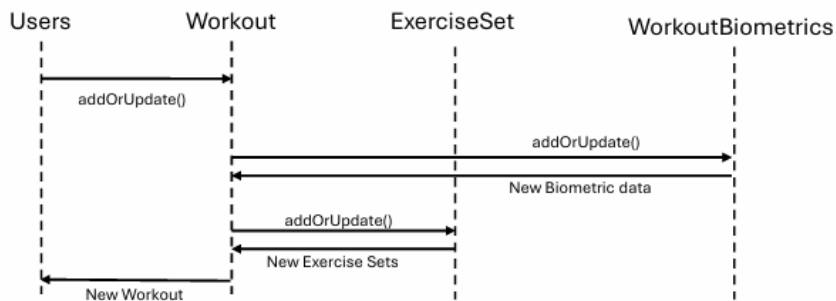 Users
Workout
ExerciseSet
WorkoutBiometrics
addOrUpdate()
addOrUpdate()
New Biometric data
addOrUpdate()
New Exercise Sets
New Workout